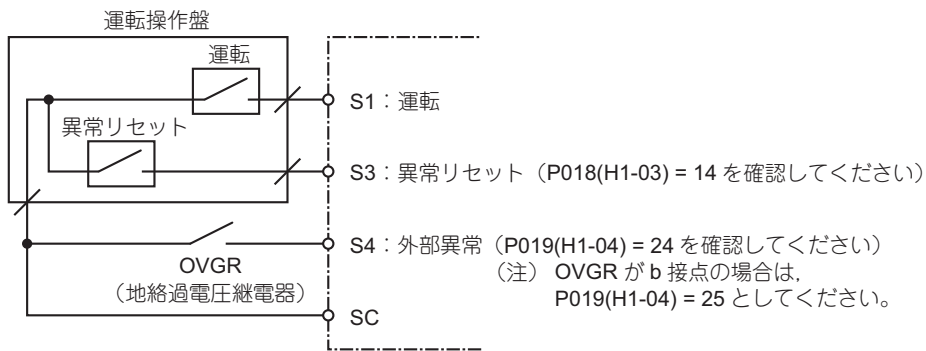 運転操作盤
運転
S1：運転
異常リセット
S3：異常リセット（P018(H1-03) = 14 を確認してください）
S4：外部異常（P019(H1-04) = 24 を確認してください）
OVGR
（地絡過電圧継電器）
（注） OVGR が b 接点の場合は，
P019(H1-04) = 25 としてください。
SC